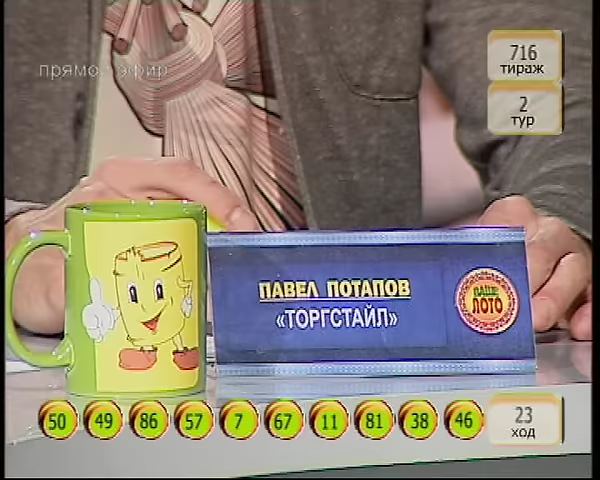 прямой эфир
716
тираж
2
тур
ПАВЕЛ ПОТАПОВ
«ТОРГСТАЙЛ»
ВАШЕ
ЛОТО
50 49 86 57 7 67 11 81 38 46
23
ход